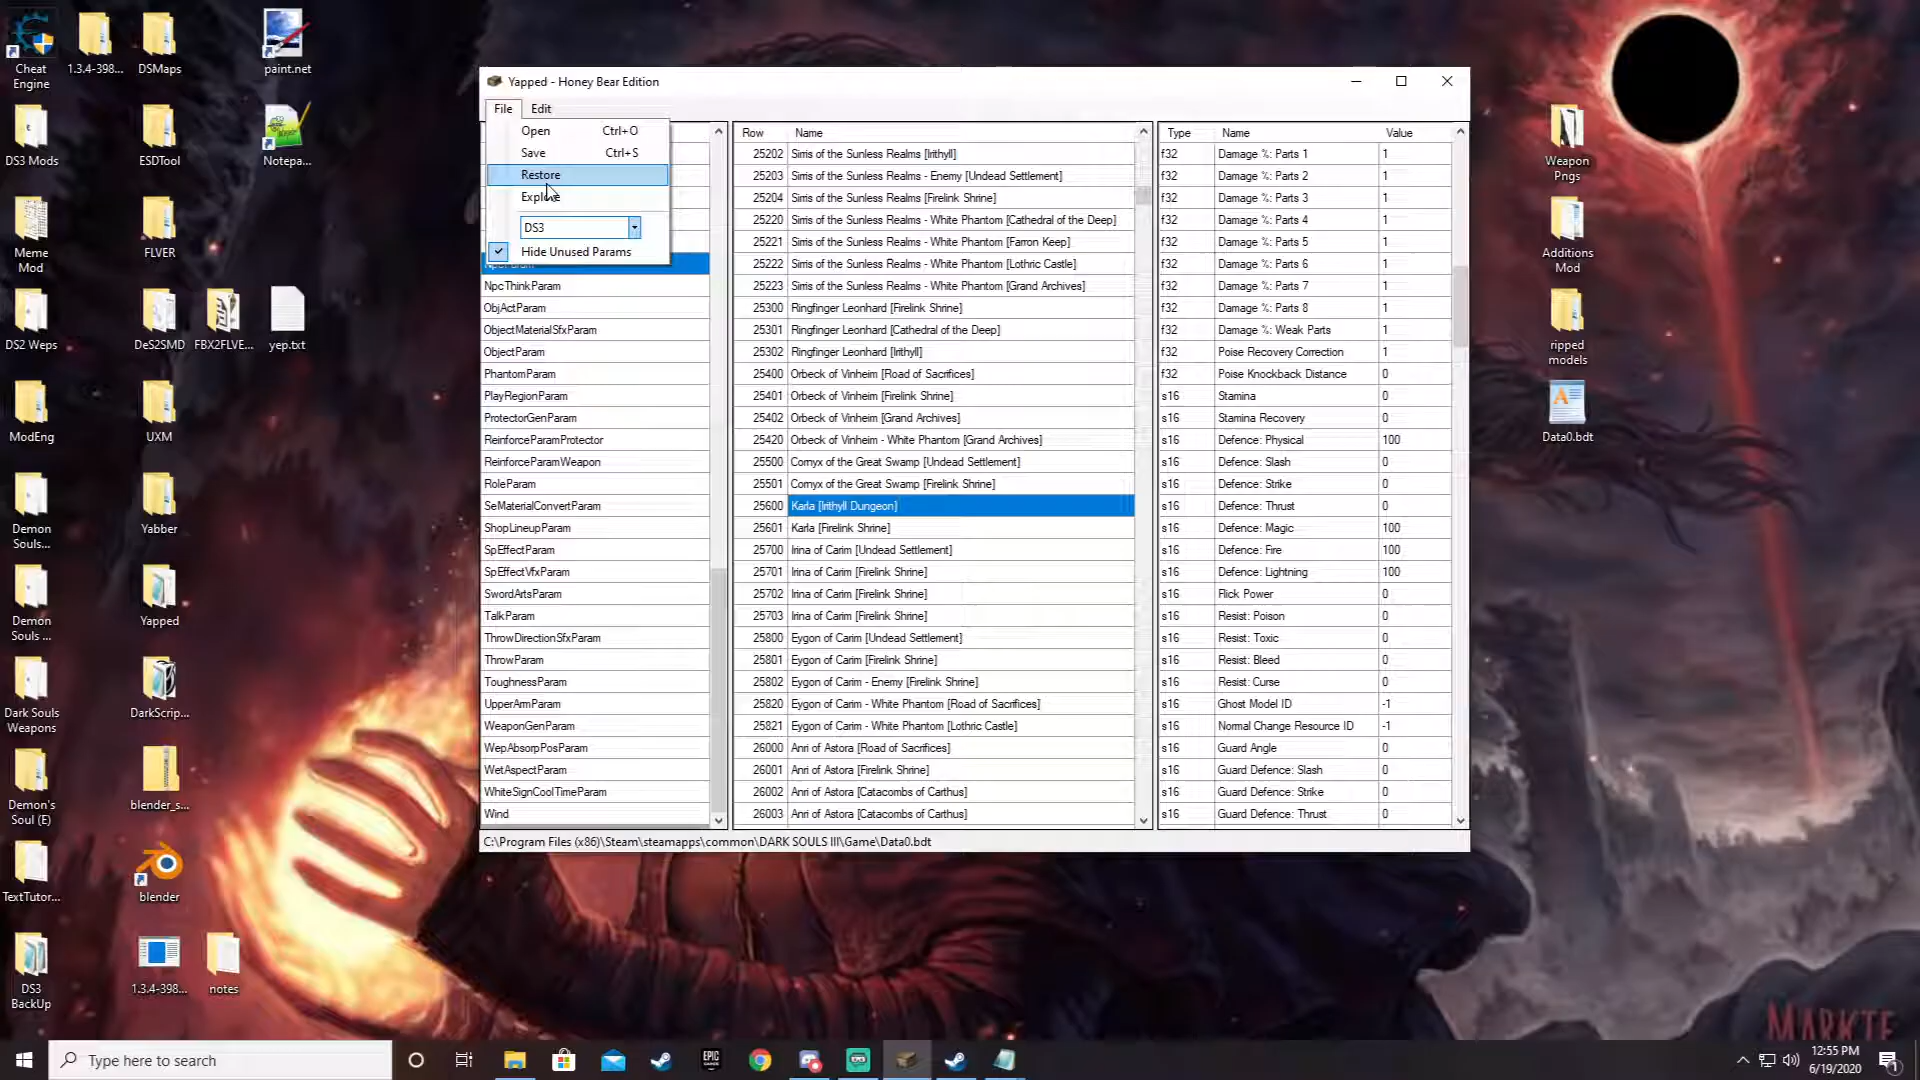 Cheat Engine
1.3.4-398...
DSMaps
paint.net
DS3 Mods
ESDTool
Notepa...
Meme Mod
FLVER
DS2 Weps
DeS2SMD
FBX2FLVE...
yep.txt
ModEng
UXM
Demon Souls...
Yabber
Demon Souls ...
Yapped
Dark Souls Weapons
DarkScrip...
Demon's Soul (E)
blender_s...
TextTutor...
blender
DS3 BackUp
1.3.4-398...
notes
Yapped - Honey Bear Edition
File Edit
Open Ctrl+O
Save Ctrl+S
Restore
Explore
DS3
Hide Unused Params
NpcThinkParam
ObjActParam
ObjectMaterialSfxParam
ObjectParam
PhantomParam
PlayRegionParam
ProtectorGenParam
ReinforceParamProtector
ReinforceParamWeapon
RoleParam
SeMaterialConvertParam
ShopLineupParam
SpEffectParam
SpEffectVfxParam
SwordArtsParam
TalkParam
ThrowDirectionSfxParam
ThrowParam
ToughnessParam
UpperArmParam
WeaponGenParam
WepAbsorpPosParam
WetAspectParam
WhiteSignCoolTimeParam
Wind
Row Name
25202 Sirris of the Sunless Realms [Irithyll]
25203 Sirris of the Sunless Realms - Enemy [Undead Settlement]
25204 Sirris of the Sunless Realms [Firelink Shrine]
25220 Sirris of the Sunless Realms - White Phantom [Cathedral of the Deep]
25221 Sirris of the Sunless Realms - White Phantom [Farron Keep]
25222 Sirris of the Sunless Realms - White Phantom [Lothric Castle]
25223 Sirris of the Sunless Realms - White Phantom [Grand Archives]
25300 Ringfinger Leonhard [Firelink Shrine]
25301 Ringfinger Leonhard [Cathedral of the Deep]
25302 Ringfinger Leonhard [Irithyll]
25400 Orbeck of Vinheim [Road of Sacrifices]
25401 Orbeck of Vinheim [Firelink Shrine]
25402 Orbeck of Vinheim [Grand Archives]
25420 Orbeck of Vinheim - White Phantom [Grand Archives]
25500 Cornyx of the Great Swamp [Undead Settlement]
25501 Cornyx of the Great Swamp [Firelink Shrine]
25600 Karla [Irithyll Dungeon]
25601 Karla [Firelink Shrine]
25700 Irina of Carim [Undead Settlement]
25701 Irina of Carim [Firelink Shrine]
25702 Irina of Carim [Firelink Shrine]
25703 Irina of Carim [Firelink Shrine]
25800 Eygon of Carim [Undead Settlement]
25801 Eygon of Carim [Firelink Shrine]
25802 Eygon of Carim - Enemy [Firelink Shrine]
25820 Eygon of Carim - White Phantom [Road of Sacrifices]
25821 Eygon of Carim - White Phantom [Lothric Castle]
26000 Anri of Astora [Road of Sacrifices]
26001 Anri of Astora [Firelink Shrine]
26002 Anri of Astora [Catacombs of Carthus]
26003 Anri of Astora [Catacombs of Carthus]
Type Name Value
f32 Damage %: Parts 1 1
f32 Damage %: Parts 2 1
f32 Damage %: Parts 3 1
f32 Damage %: Parts 4 1
f32 Damage %: Parts 5 1
f32 Damage %: Parts 6 1
f32 Damage %: Parts 7 1
f32 Damage %: Parts 8 1
f32 Damage %: Weak Parts 1
f32 Poise Recovery Correction 1
f32 Poise Knockback Distance 0
s16 Stamina 0
s16 Stamina Recovery 0
s16 Defence: Physical 100
s16 Defence: Slash 0
s16 Defence: Strike 0
s16 Defence: Thrust 0
s16 Defence: Magic 100
s16 Defence: Fire 100
s16 Defence: Lightning 100
s16 Flick Power 0
s16 Resist: Poison 0
s16 Resist: Toxic 0
s16 Resist: Bleed 0
s16 Resist: Curse 0
s16 Ghost Model ID -1
s16 Normal Change Resource ID -1
s16 Guard Angle 0
s16 Guard Defence: Slash 0
s16 Guard Defence: Strike 0
s16 Guard Defence: Thrust 0
C:\Program Files (x86)\Steam\steamapps\common\DARK SOULS III\Game\Data0.bdt
Weapon Pngs
Additions Mod
ripped models
Data0.bdt
MARKTE
Type here to search
EPIC
12:55 PM
6/19/2020
1